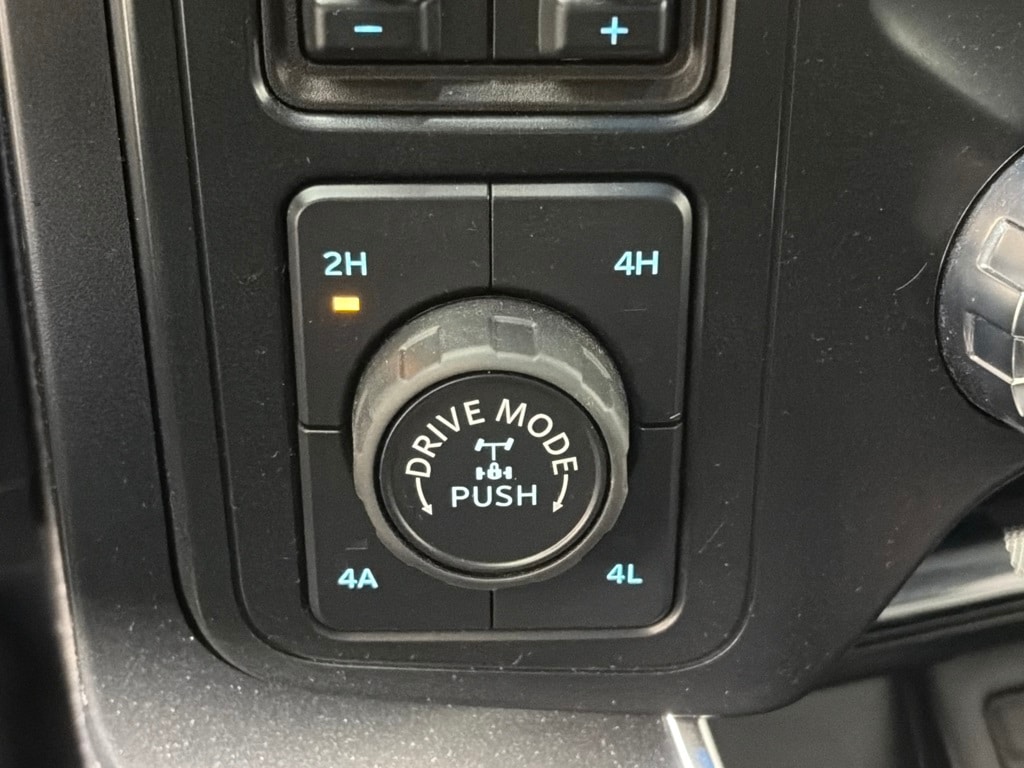 - +
2H 4H
DRIVE MODE
PUSH
4A 4L